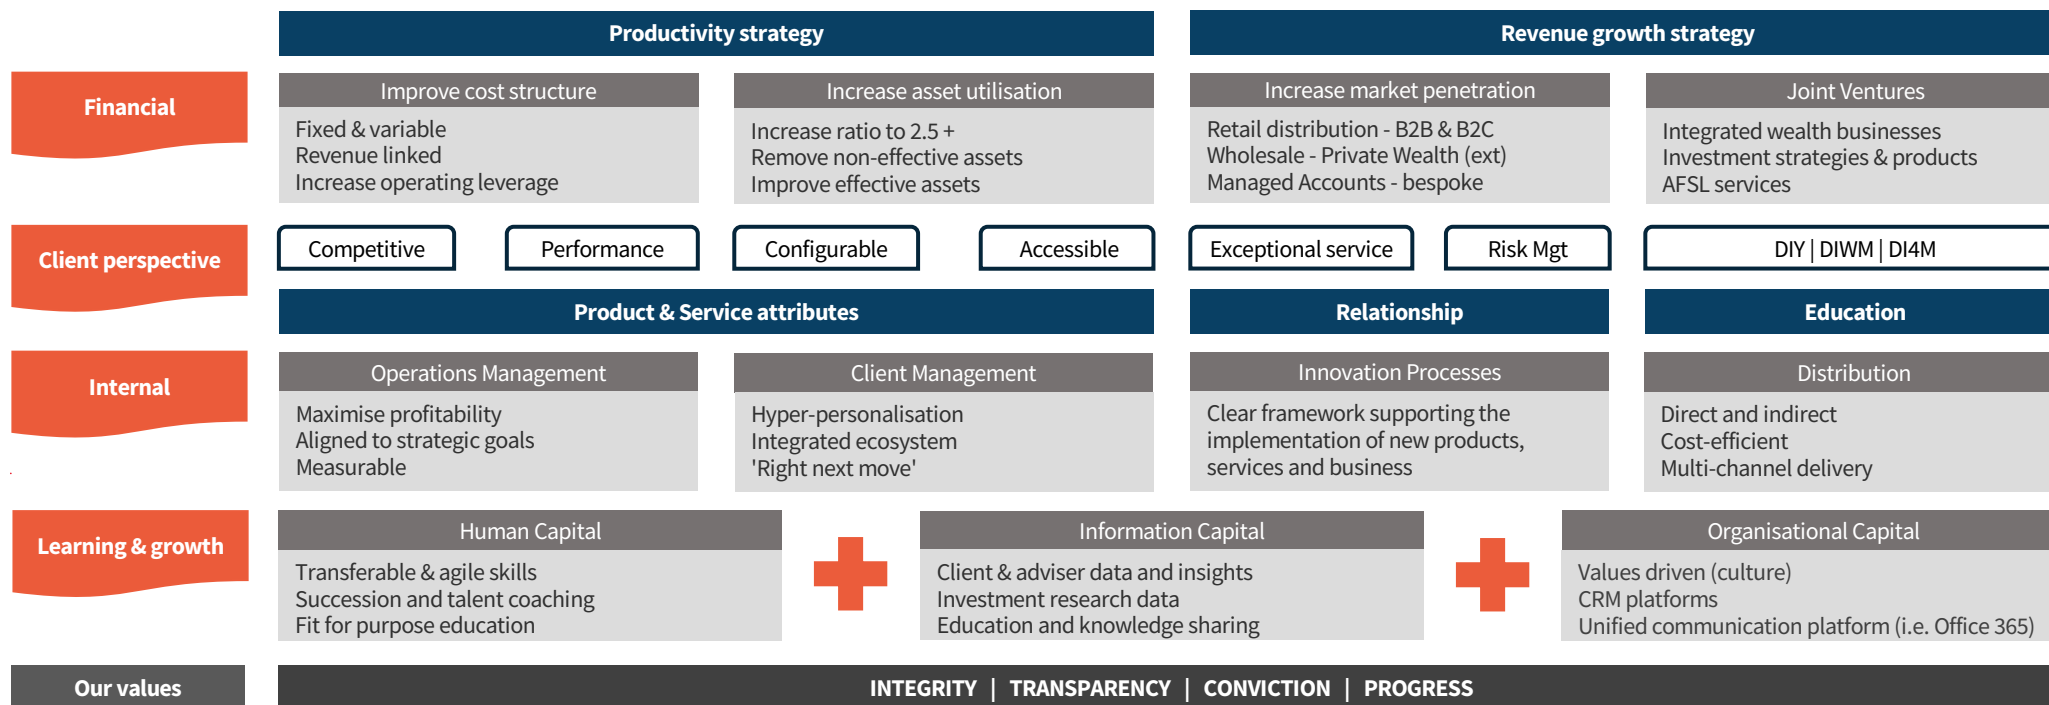 Productivity strategy
Revenue growth strategy
Financial
Improve cost structure
Fixed & variable
Revenue linked
Increase operating leverage
Increase asset utilisation
Increase ratio to 2.5 +
Remove non-effective assets
Improve effective assets
Increase market penetration
Retail distribution - B2B & B2C
Wholesale - Private Wealth (ext)
Managed Accounts - bespoke
Joint Ventures
Integrated wealth businesses
Investment strategies & products
AFSL services
Client perspective
Competitive
Performance
Configurable
Accessible
Exceptional service
Risk Mgt
DIY | DIWM | DI4M
Product & Service attributes
Relationship
Education
Internal
Operations Management
Maximise profitability
Aligned to strategic goals
Measurable
Client Management
Hyper-personalisation
Integrated ecosystem
'Right next move'
Innovation Processes
Clear framework supporting the
implementation of new products,
services and business
Distribution
Direct and indirect
Cost-efficient
Multi-channel delivery
Learning & growth
Human Capital
Transferable & agile skills
Succession and talent coaching
Fit for purpose education
Information Capital
Client & adviser data and insights
Investment research data
Education and knowledge sharing
Organisational Capital
Values driven (culture)
CRM platforms
Unified communication platform (i.e. Office 365)
Our values
INTEGRITY | TRANSPARENCY | CONVICTION | PROGRESS